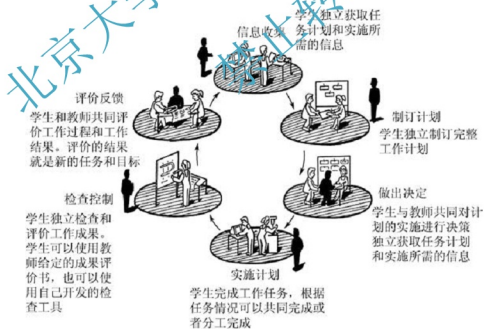 北京大学
禁止
信息收集
学生独立获取任
务计划和实施所
需的信息
制订计划
学生独立制订完整
工作计划
做出决定
学生与教师共同对计
划的实施进行决策
独立获取任务计划
和实施所需的信息
实施计划
学生完成工作任务，根据
任务情况可以共同完成或
者分工完成
检查控制
学生独立检查和
评价工作成果。
学生可以使用教
师给定的成果评
价书，也可以使
用自己开发的检
查工具
评价反馈
学生和教师共同评
价工作过程和工作
结果。评价的结果
就是新的任务和目标